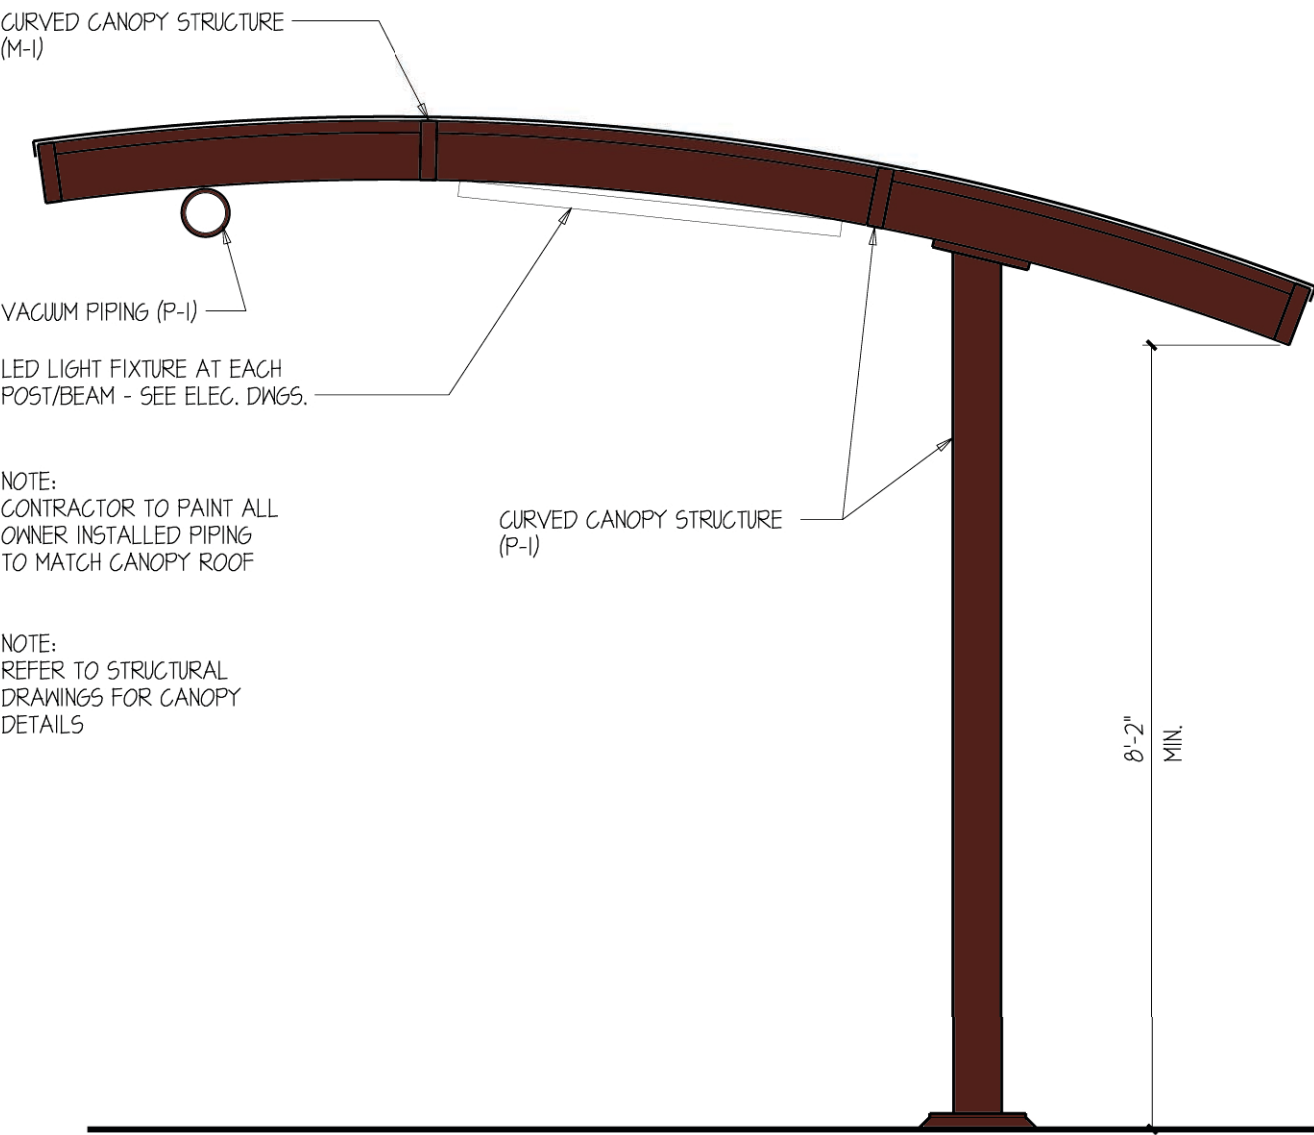 CURVED CANOPY STRUCTURE
(M-1)
VACUUM PIPING (P-1)
LED LIGHT FIXTURE AT EACH
POST/BEAM - SEE ELEC. DWGS.
NOTE:
CONTRACTOR TO PAINT ALL
OWNER INSTALLED PIPING
TO MATCH CANOPY ROOF
CURVED CANOPY STRUCTURE
(P-1)
NOTE:
REFER TO STRUCTURAL
DRAWINGS FOR CANOPY
DETAILS
8'-2"
MIN.